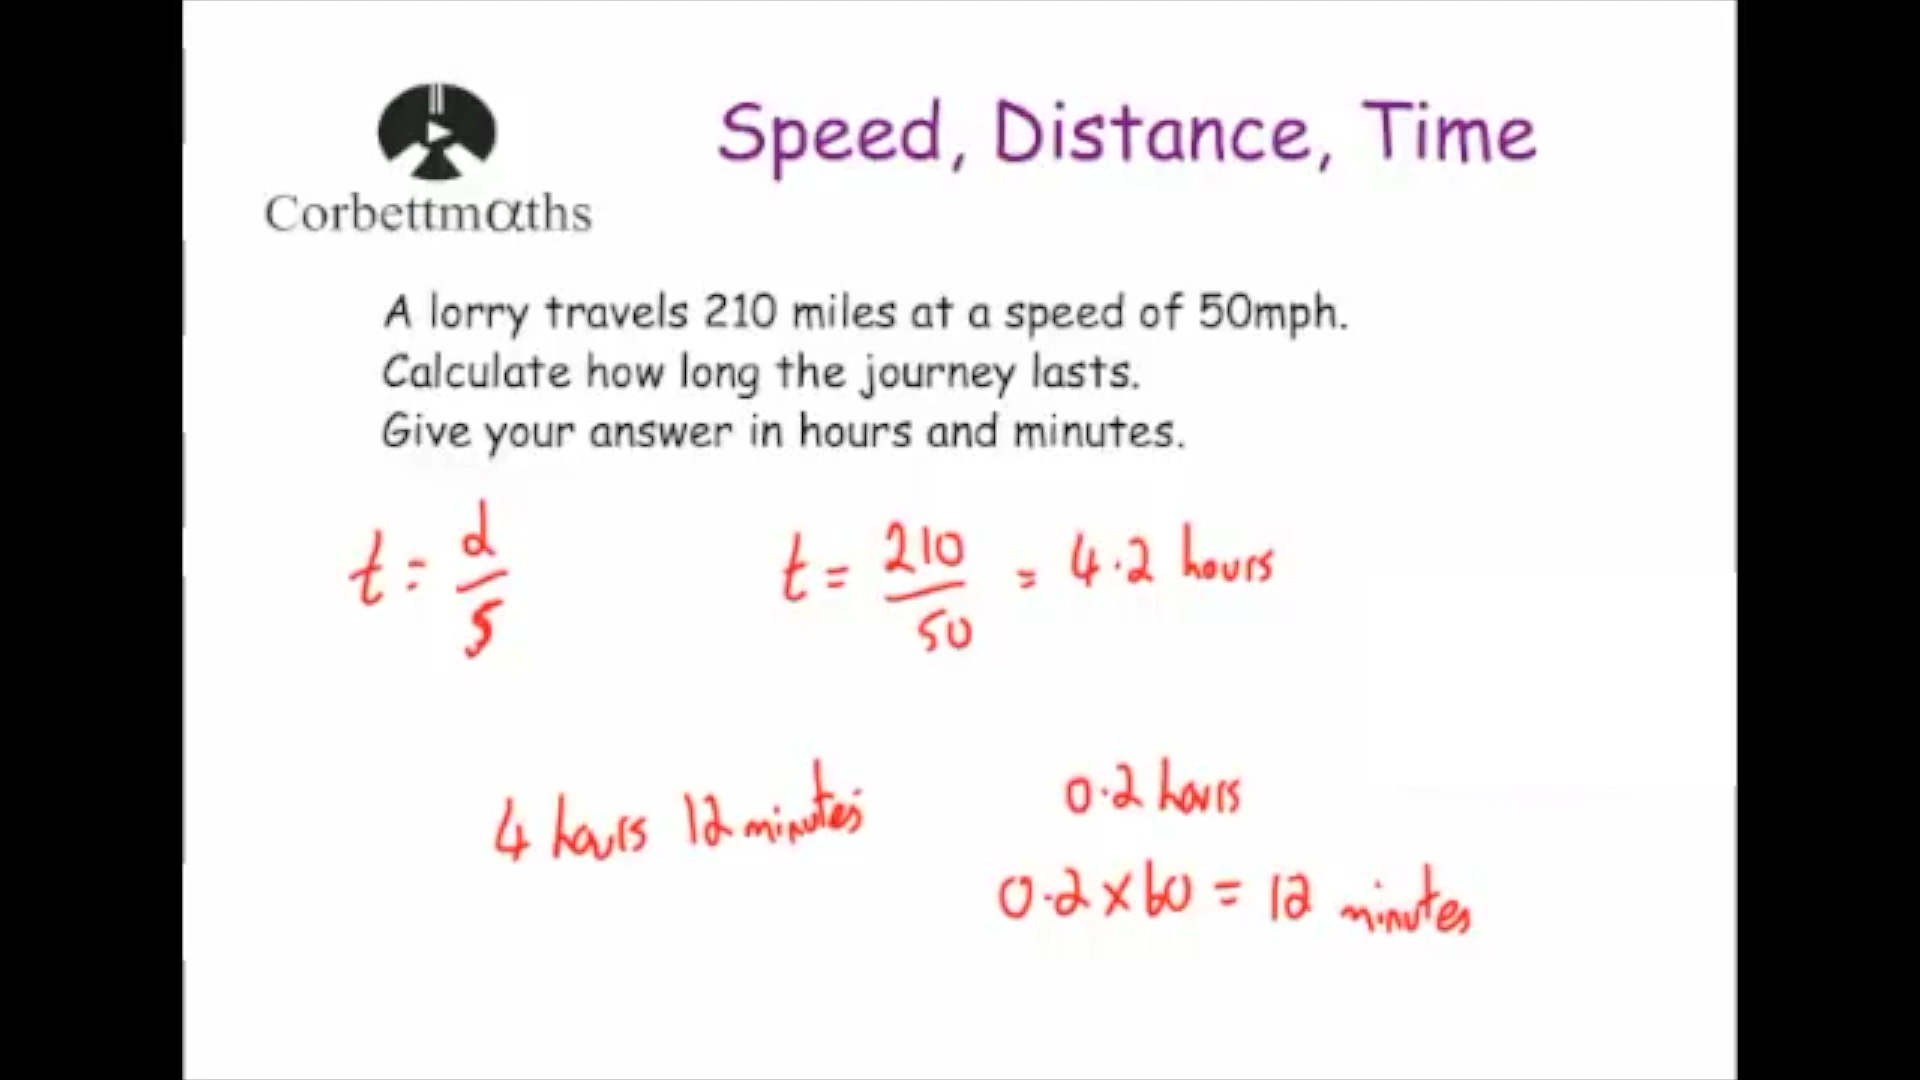 Corbettmαths
Speed, Distance, Time
A lorry travels 210 miles at a speed of 50mph.
Calculate how long the journey lasts.
Give your answer in hours and minutes.
t = d/s
t = 210/50 = 4.2 hours
4 hours 12 minutes
0.2 hours
0.2 x 60 = 12 minutes